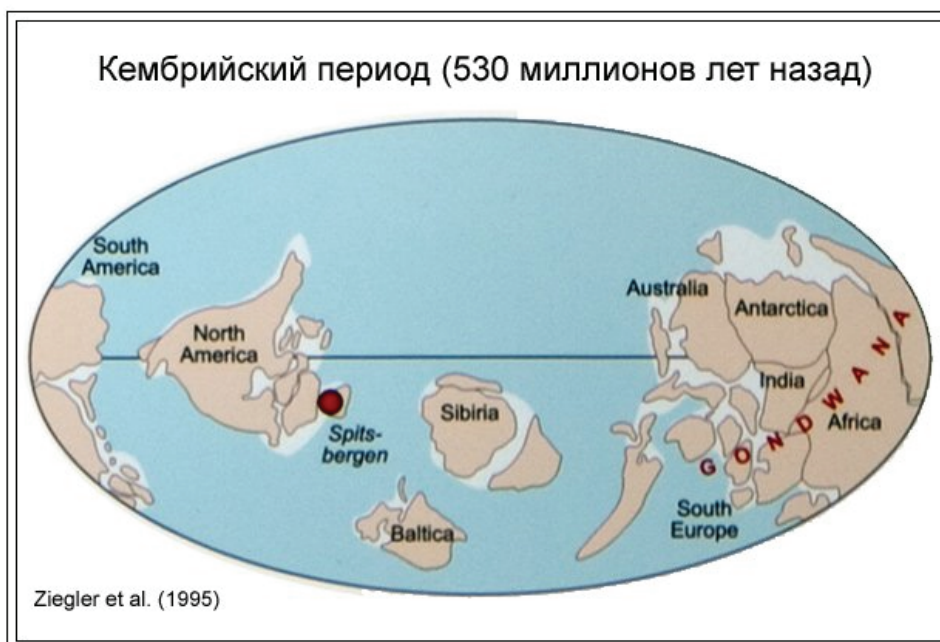 Кембрийский период (530 миллионов лет назад)
South
America
North
America
Spits-
bergen
Sibiria
Baltica
Australia
Antarctica
India
Africa
GONDWANA
South
Europe
Ziegler et al. (1995)